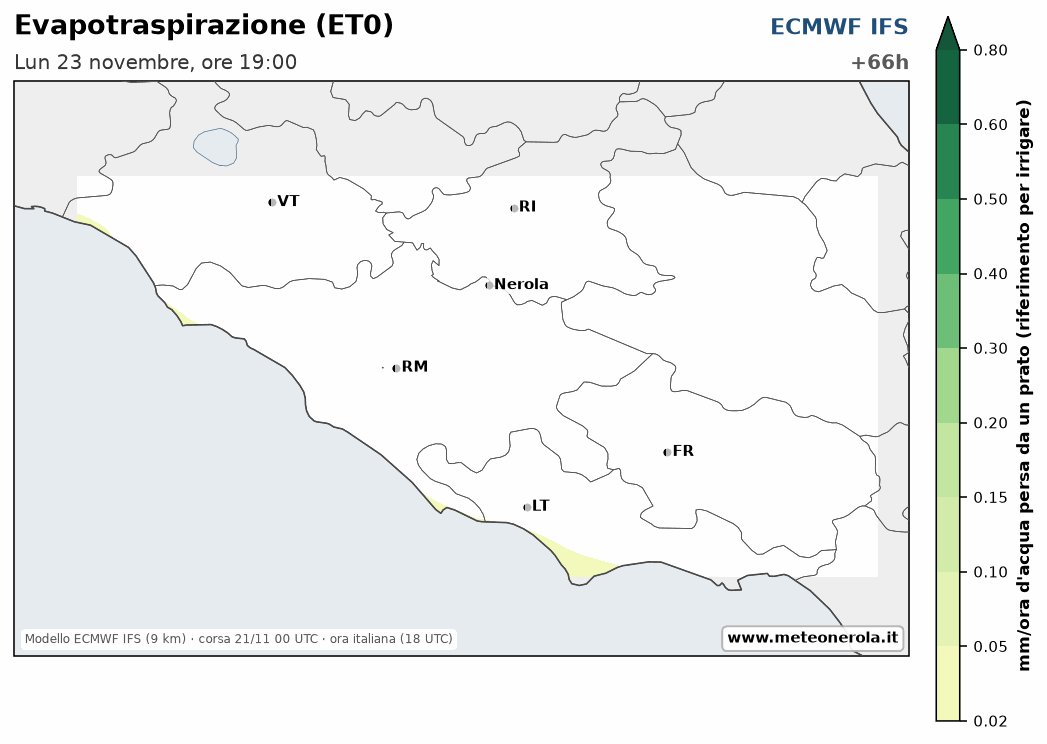 Evapotraspirazione (ET0)
ECMWF IFS
Lun 23 novembre, ore 19:00
+66h
VT
RI
Nerola
RM
FR
LT
Modello ECMWF IFS (9 km) · corsa 21/11 00 UTC · ora italiana (18 UTC)
www.meteonerola.it
0.80
0.60
0.50
0.40
0.30
0.20
0.15
0.10
0.05
0.02
mm/ora d'acqua persa da un prato (riferimento per irrigare)